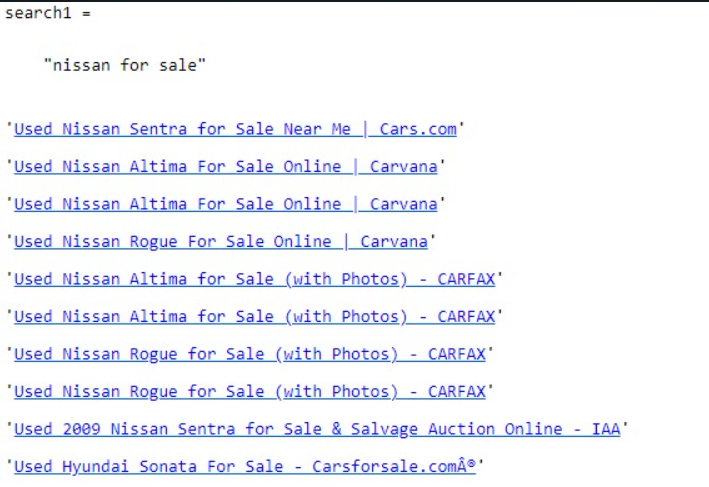 search1 =
"nissan for sale"
'Used Nissan Sentra for Sale Near Me | Cars.com'
'Used Nissan Altima For Sale Online | Carvana'
'Used Nissan Altima For Sale Online | Carvana'
'Used Nissan Rogue For Sale Online | Carvana'
'Used Nissan Altima for Sale (with Photos) - CARFAX'
'Used Nissan Altima for Sale (with Photos) - CARFAX'
'Used Nissan Rogue for Sale (with Photos) - CARFAX'
'Used Nissan Rogue for Sale (with Photos) - CARFAX'
'Used 2009 Nissan Sentra for Sale & Salvage Auction Online - IAA'
'Used Hyundai Sonata For Sale - Carsforsale.comÂ®'